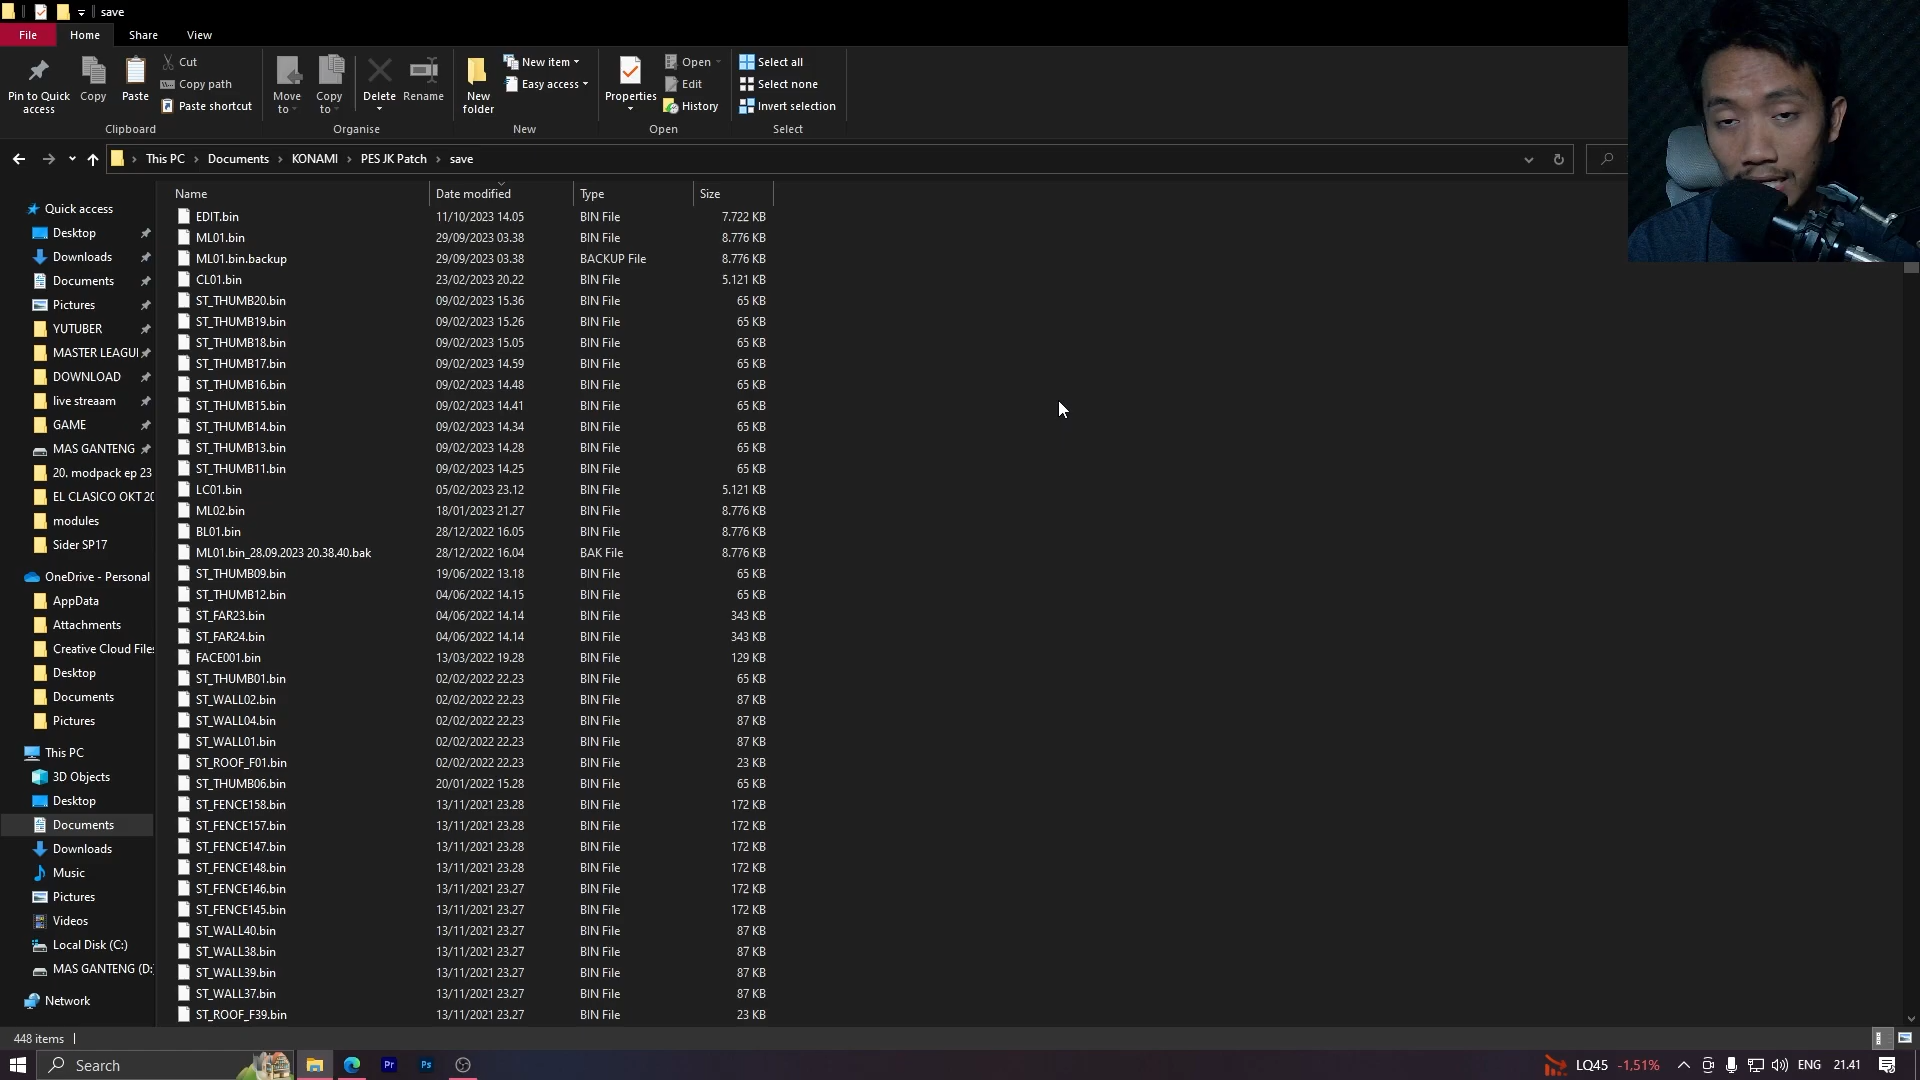 save
File Home Share View
Pin to Quick access
Copy
Paste
Cut
Copy path
Paste shortcut
Clipboard
Move to
Copy to
Delete
Rename
Organise
New folder
New item
Easy access
New
Properties
Open
Edit
History
Open
Select all
Select none
Invert selection
Select
This PC › Documents › KONAMI › PES JK Patch › save
Quick access
Desktop
Downloads
Documents
Pictures
YUTUBER
MASTER LEAGUI
DOWNLOAD
live streaam
GAME
MAS GANTENG
20. modpack ep 23
EL CLASICO OKT 20
modules
Sider SP17
OneDrive - Personal
AppData
Attachments
Creative Cloud Files
Desktop
Documents
Pictures
This PC
3D Objects
Desktop
Documents
Downloads
Music
Pictures
Videos
Local Disk (C:)
MAS GANTENG (D:)
Network
Name Date modified Type Size
EDIT.bin 11/10/2023 14.05 BIN File 7.722 KB
ML01.bin 29/09/2023 03.38 BIN File 8.776 KB
ML01.bin.backup 29/09/2023 03.38 BACKUP File 8.776 KB
CL01.bin 23/02/2023 20.22 BIN File 5.121 KB
ST_THUMB20.bin 09/02/2023 15.36 BIN File 65 KB
ST_THUMB19.bin 09/02/2023 15.26 BIN File 65 KB
ST_THUMB18.bin 09/02/2023 15.05 BIN File 65 KB
ST_THUMB17.bin 09/02/2023 14.59 BIN File 65 KB
ST_THUMB16.bin 09/02/2023 14.48 BIN File 65 KB
ST_THUMB15.bin 09/02/2023 14.41 BIN File 65 KB
ST_THUMB14.bin 09/02/2023 14.34 BIN File 65 KB
ST_THUMB13.bin 09/02/2023 14.28 BIN File 65 KB
ST_THUMB11.bin 09/02/2023 14.25 BIN File 65 KB
LC01.bin 05/02/2023 23.12 BIN File 5.121 KB
ML02.bin 18/01/2023 21.27 BIN File 8.776 KB
BL01.bin 28/12/2022 16.05 BIN File 8.776 KB
ML01.bin_28.09.2023 20.38.40.bak 28/12/2022 16.04 BAK File 8.776 KB
ST_THUMB09.bin 19/06/2022 13.18 BIN File 65 KB
ST_THUMB12.bin 04/06/2022 14.15 BIN File 65 KB
ST_FAR23.bin 04/06/2022 14.14 BIN File 343 KB
ST_FAR24.bin 04/06/2022 14.14 BIN File 343 KB
FACE001.bin 13/03/2022 19.28 BIN File 129 KB
ST_THUMB01.bin 02/02/2022 22.23 BIN File 65 KB
ST_WALL02.bin 02/02/2022 22.23 BIN File 87 KB
ST_WALL04.bin 02/02/2022 22.23 BIN File 87 KB
ST_WALL01.bin 02/02/2022 22.23 BIN File 87 KB
ST_ROOF_F01.bin 02/02/2022 22.23 BIN File 23 KB
ST_THUMB06.bin 20/01/2022 15.28 BIN File 65 KB
ST_FENCE158.bin 13/11/2021 23.28 BIN File 172 KB
ST_FENCE157.bin 13/11/2021 23.28 BIN File 172 KB
ST_FENCE147.bin 13/11/2021 23.28 BIN File 172 KB
ST_FENCE148.bin 13/11/2021 23.28 BIN File 172 KB
ST_FENCE146.bin 13/11/2021 23.27 BIN File 172 KB
ST_FENCE145.bin 13/11/2021 23.27 BIN File 172 KB
ST_WALL40.bin 13/11/2021 23.27 BIN File 87 KB
ST_WALL38.bin 13/11/2021 23.27 BIN File 87 KB
ST_WALL39.bin 13/11/2021 23.27 BIN File 87 KB
ST_WALL37.bin 13/11/2021 23.27 BIN File 87 KB
ST_ROOF_F39.bin 13/11/2021 23.27 BIN File 23 KB
448 items
Search
Pr
Ps
LQ45 -1,51%
ENG
21.41